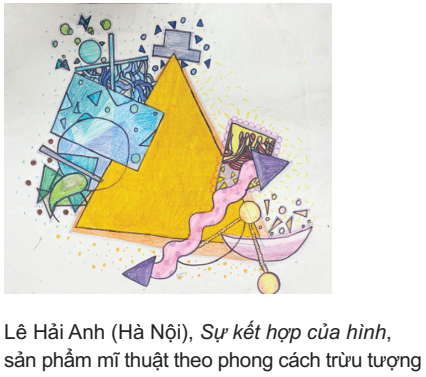 Lê Hải Anh (Hà Nội), Sự kết hợp của hình,
sản phẩm mĩ thuật theo phong cách trừu tượng